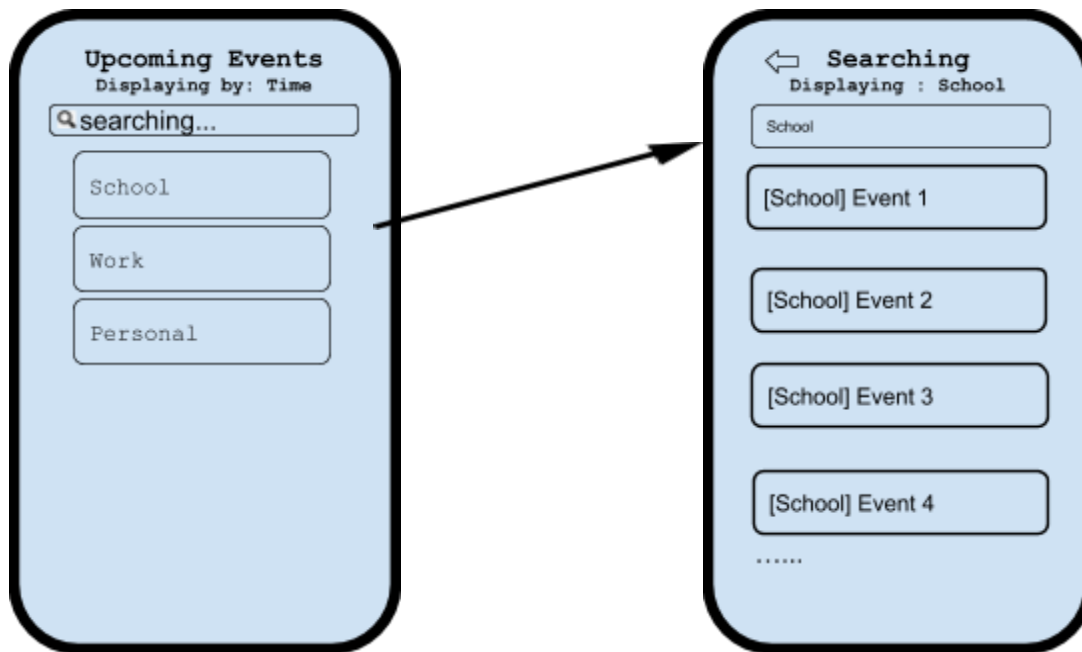 Upcoming Events
Displaying by: Time
searching...
School
Work
Personal
Searching
Displaying : School
School
[School] Event 1
[School] Event 2
[School] Event 3
[School] Event 4
......